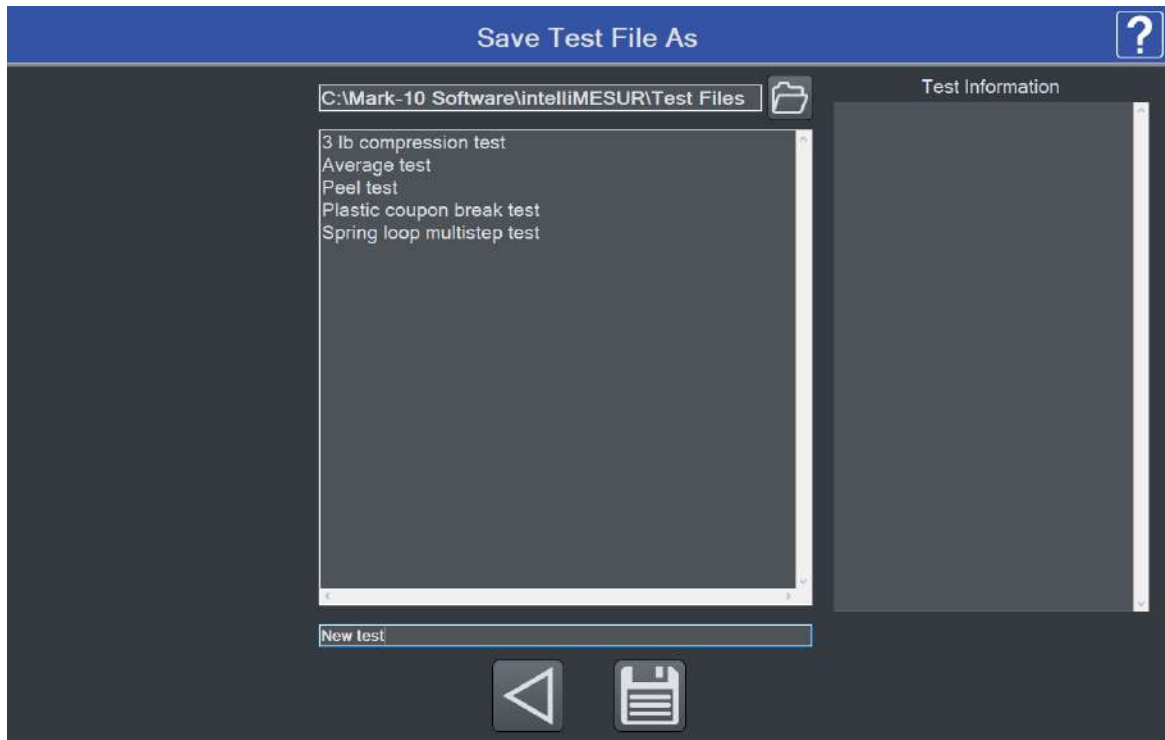 Save Test File As
?
C:\Mark-10 Software\intelliMESUR\Test Files
Test Information
3 lb compression test
Average test
Peel test
Plastic coupon break test
Spring loop multistep test
New test